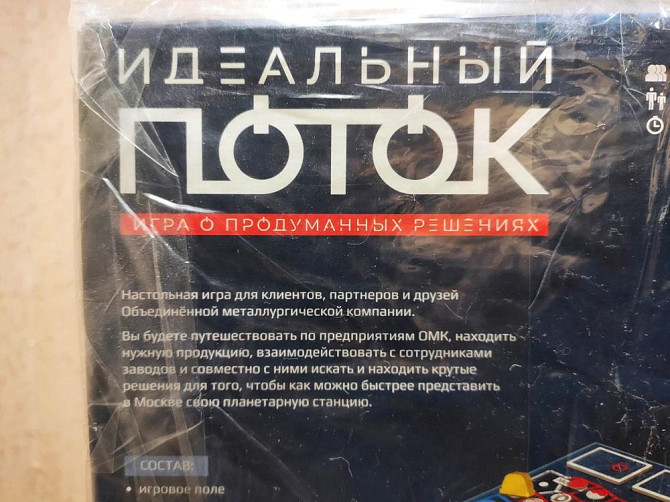 ИДЕАЛЬНЫЙ
ПОТОК
ИГРА О ПРОДУМАННЫХ РЕШЕНИЯХ
Настольная игра для клиентов, партнеров и друзей
Объединённой металлургической компании.
Вы будете путешествовать по предприятиям ОМК, находить
нужную продукцию, взаимодействовать с сотрудниками
заводов и совместно с ними искать и находить крутые
решения для того, чтобы как можно быстрее представить
в Москве свою планетарную станцию.
СОСТАВ:
• игровое поле